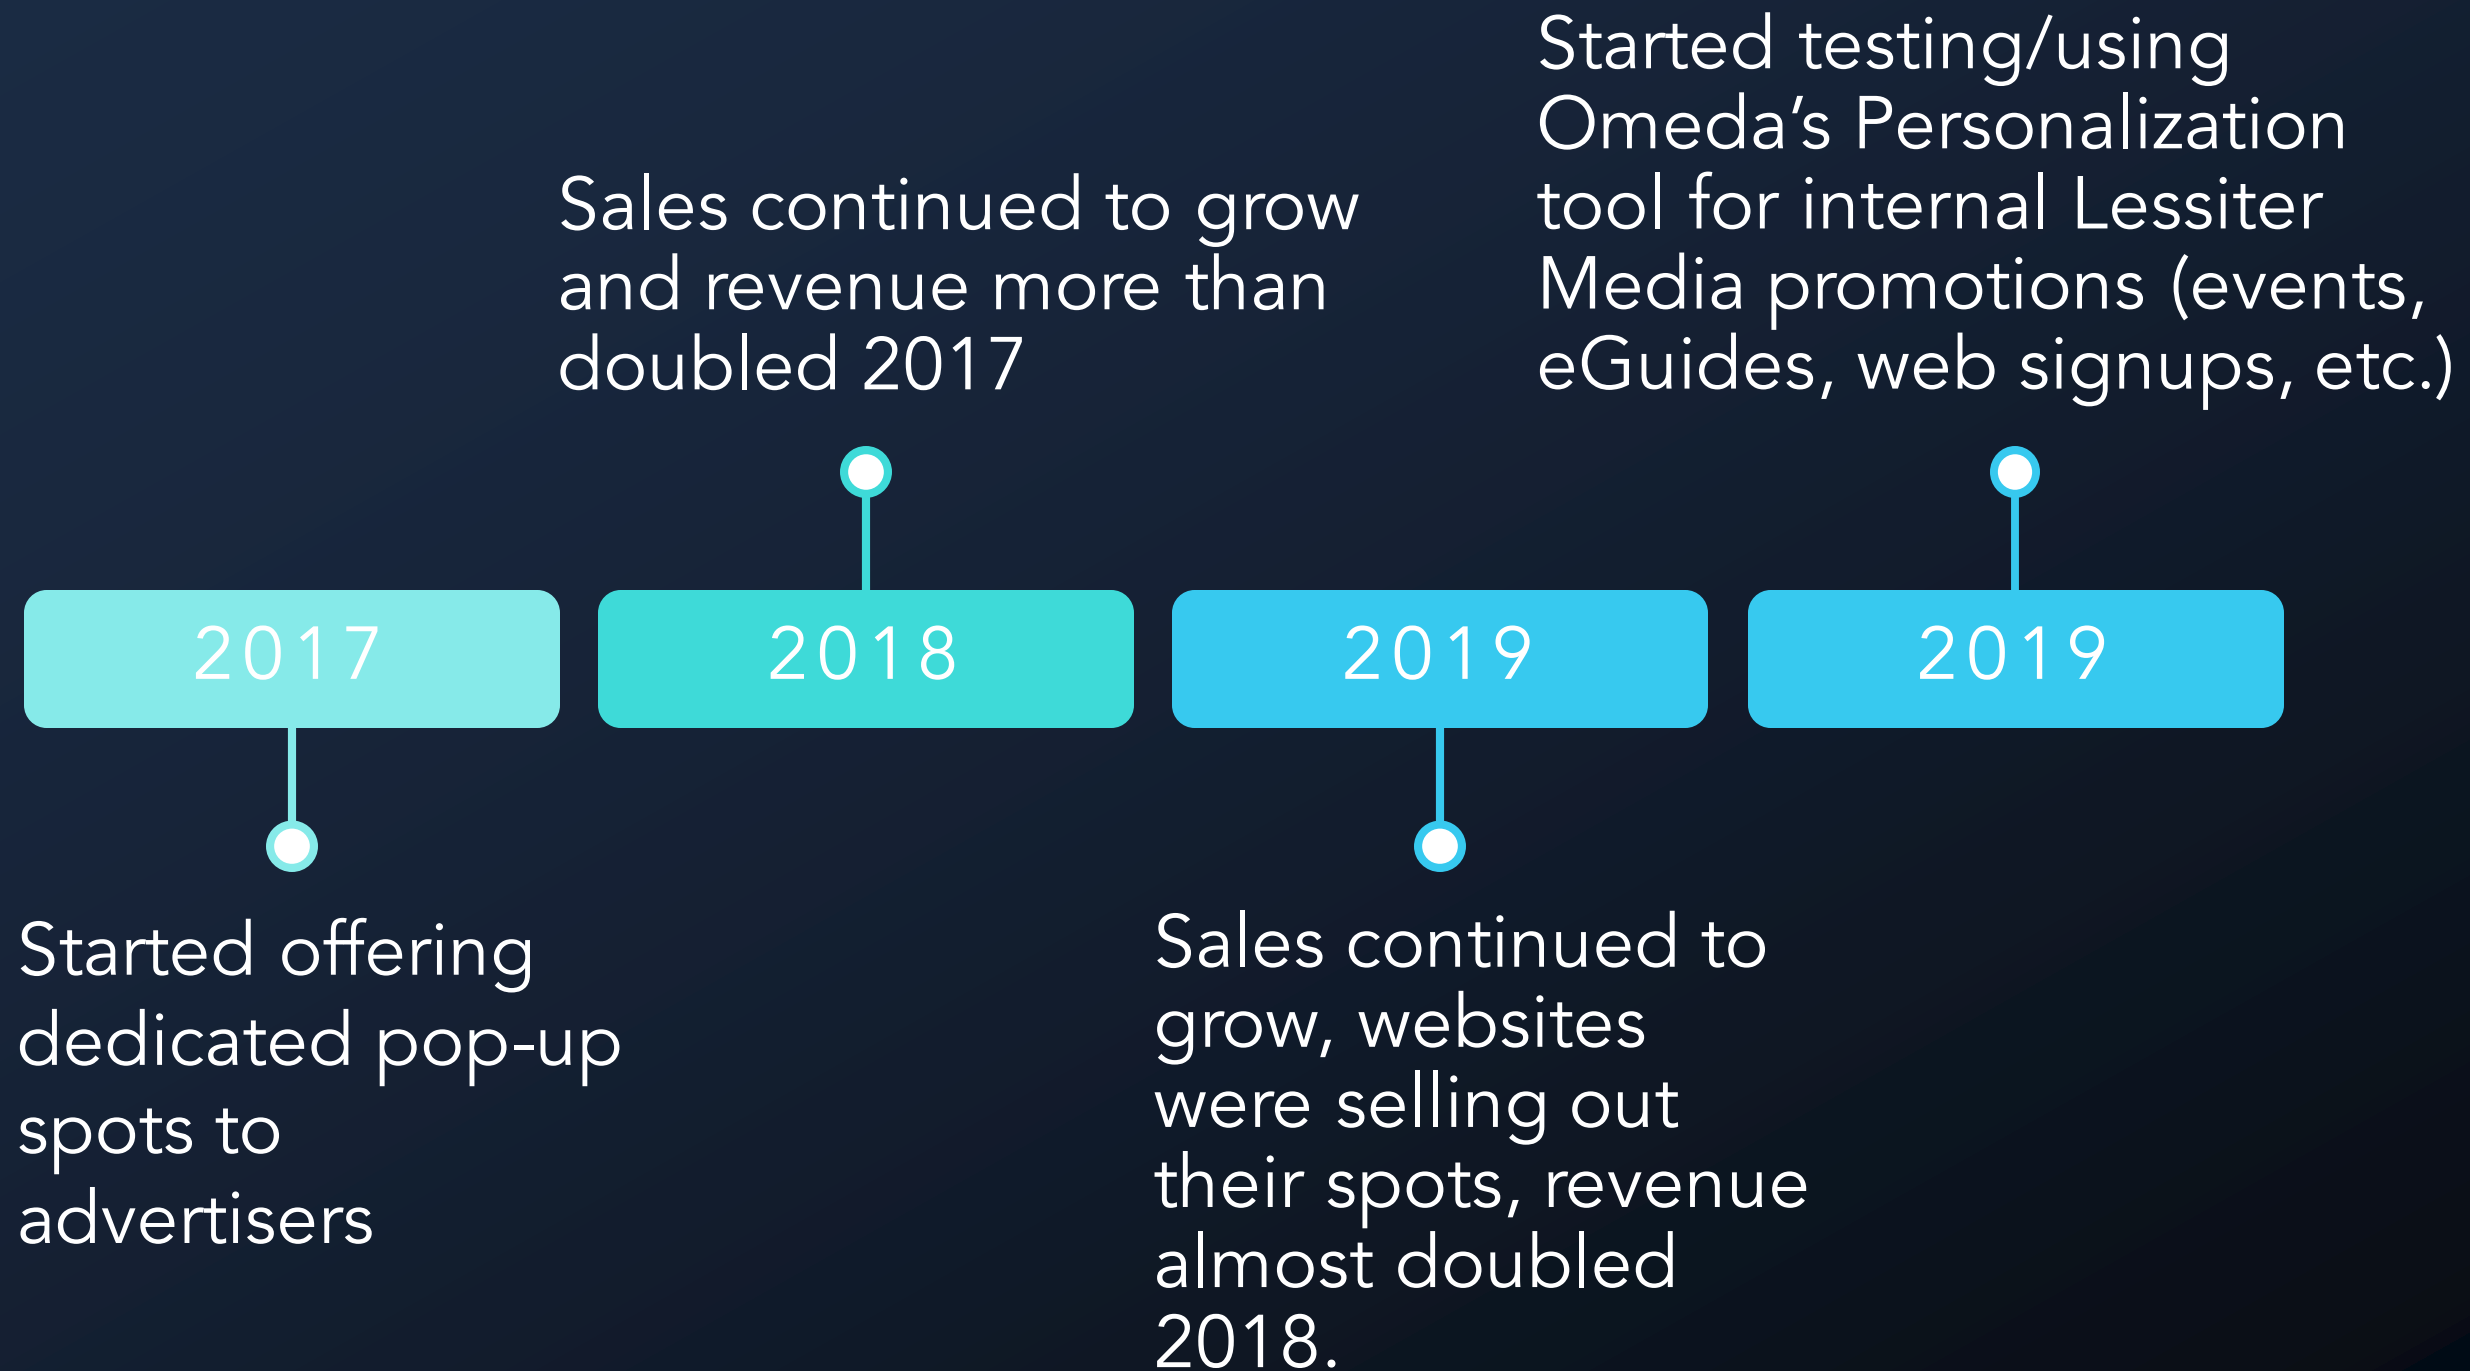 2017
Started offering
dedicated pop-up
spots to
advertisers
Sales continued to grow
and revenue more than
doubled 2017
2018
2019
Sales continued to
grow, websites
were selling out
their spots, revenue
almost doubled
2018.
Started testing/using
Omeda’s Personalization
tool for internal Lessiter
Media promotions (events,
eGuides, web signups, etc.)
2019